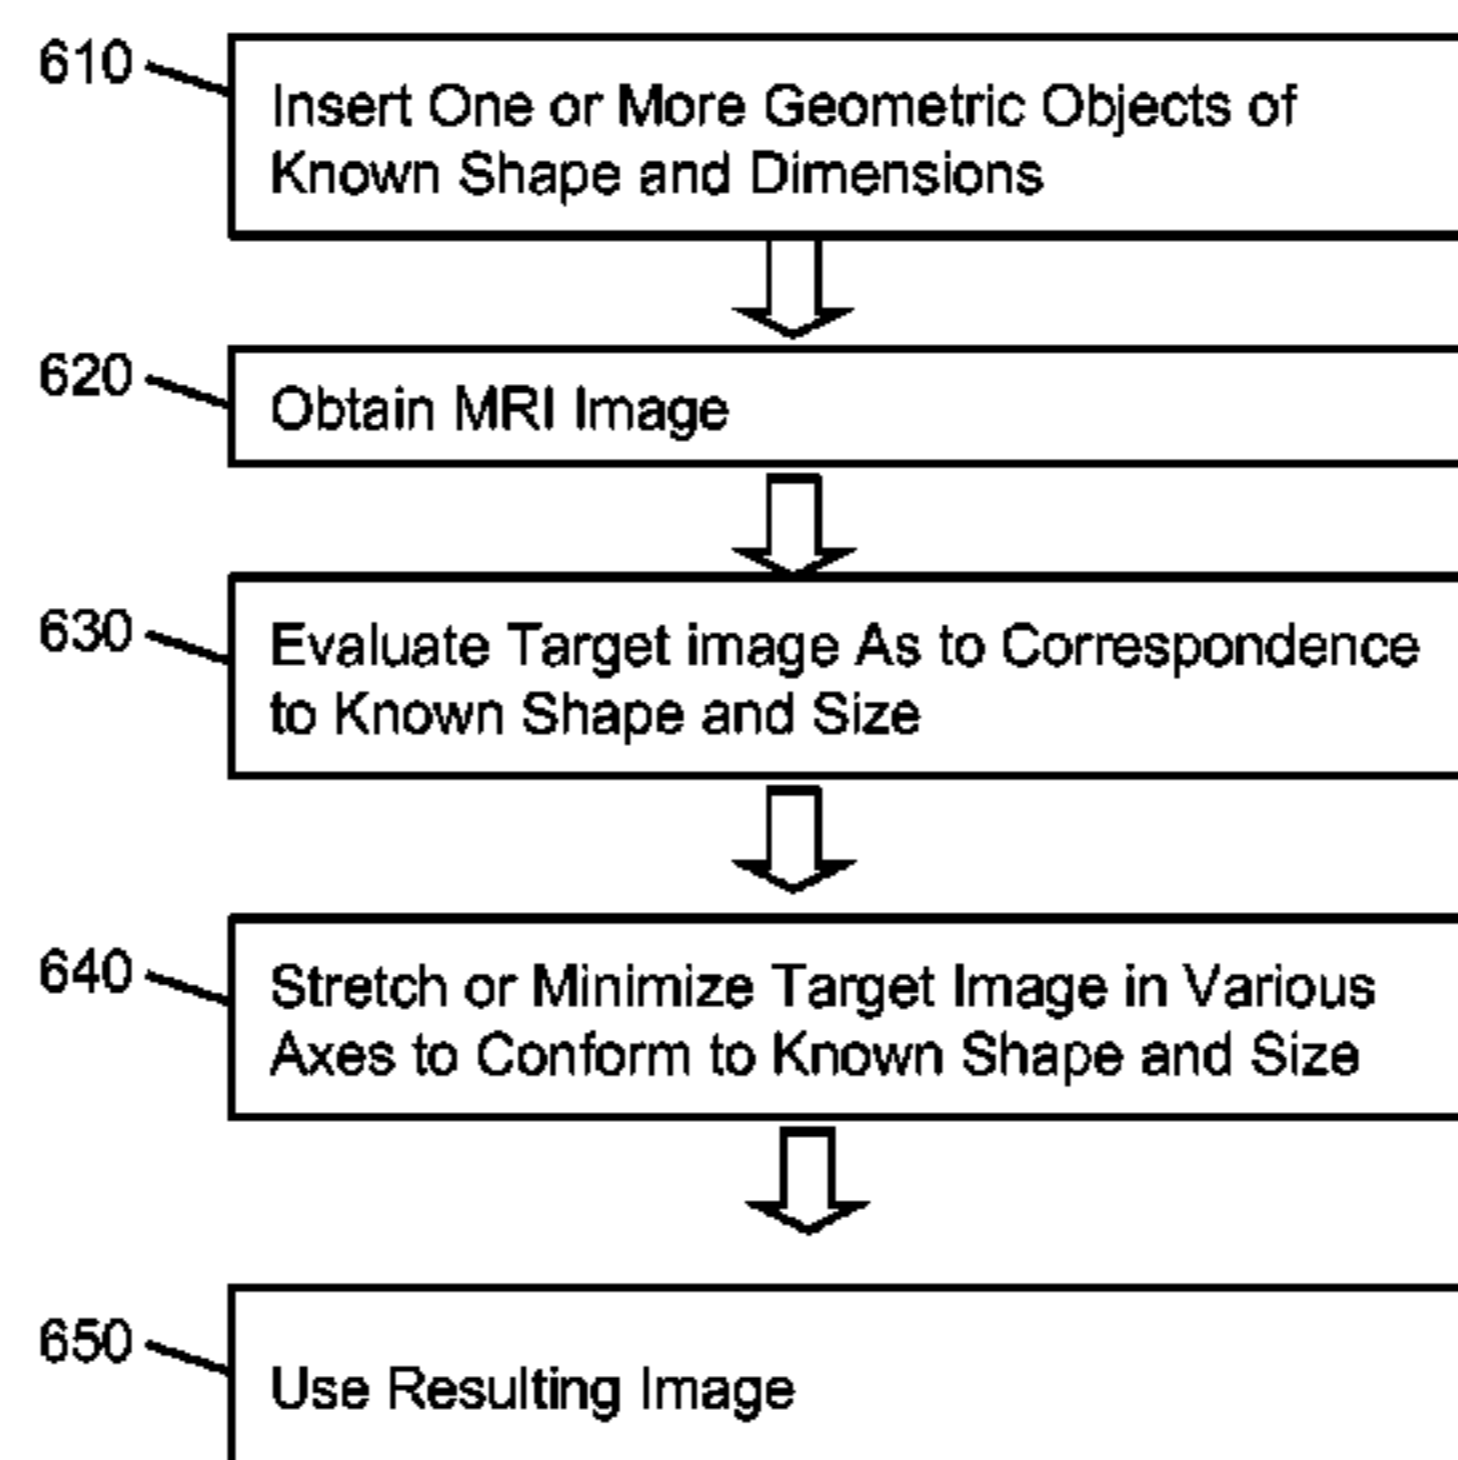 610
Insert One or More Geometric Objects of
Known Shape and Dimensions
620
Obtain MRI Image
630
Evaluate Target image As to Correspondence
to Known Shape and Size
640
Stretch or Minimize Target Image in Various
Axes to Conform to Known Shape and Size
650
Use Resulting Image